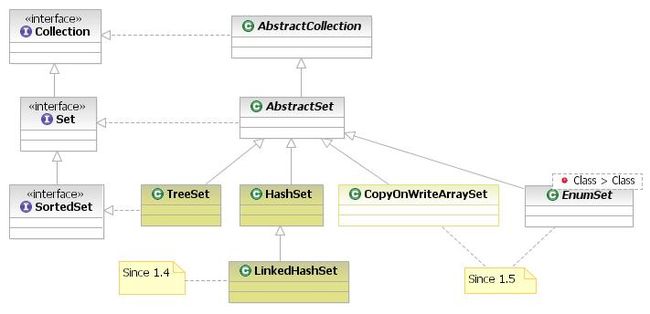 «interface»
Collection
AbstractCollection
«interface»
Set
AbstractSet
Class > Class
«interface»
SortedSet
TreeSet
HashSet
CopyOnWriteArraySet
EnumSet
Since 1.4
LinkedHashSet
Since 1.5